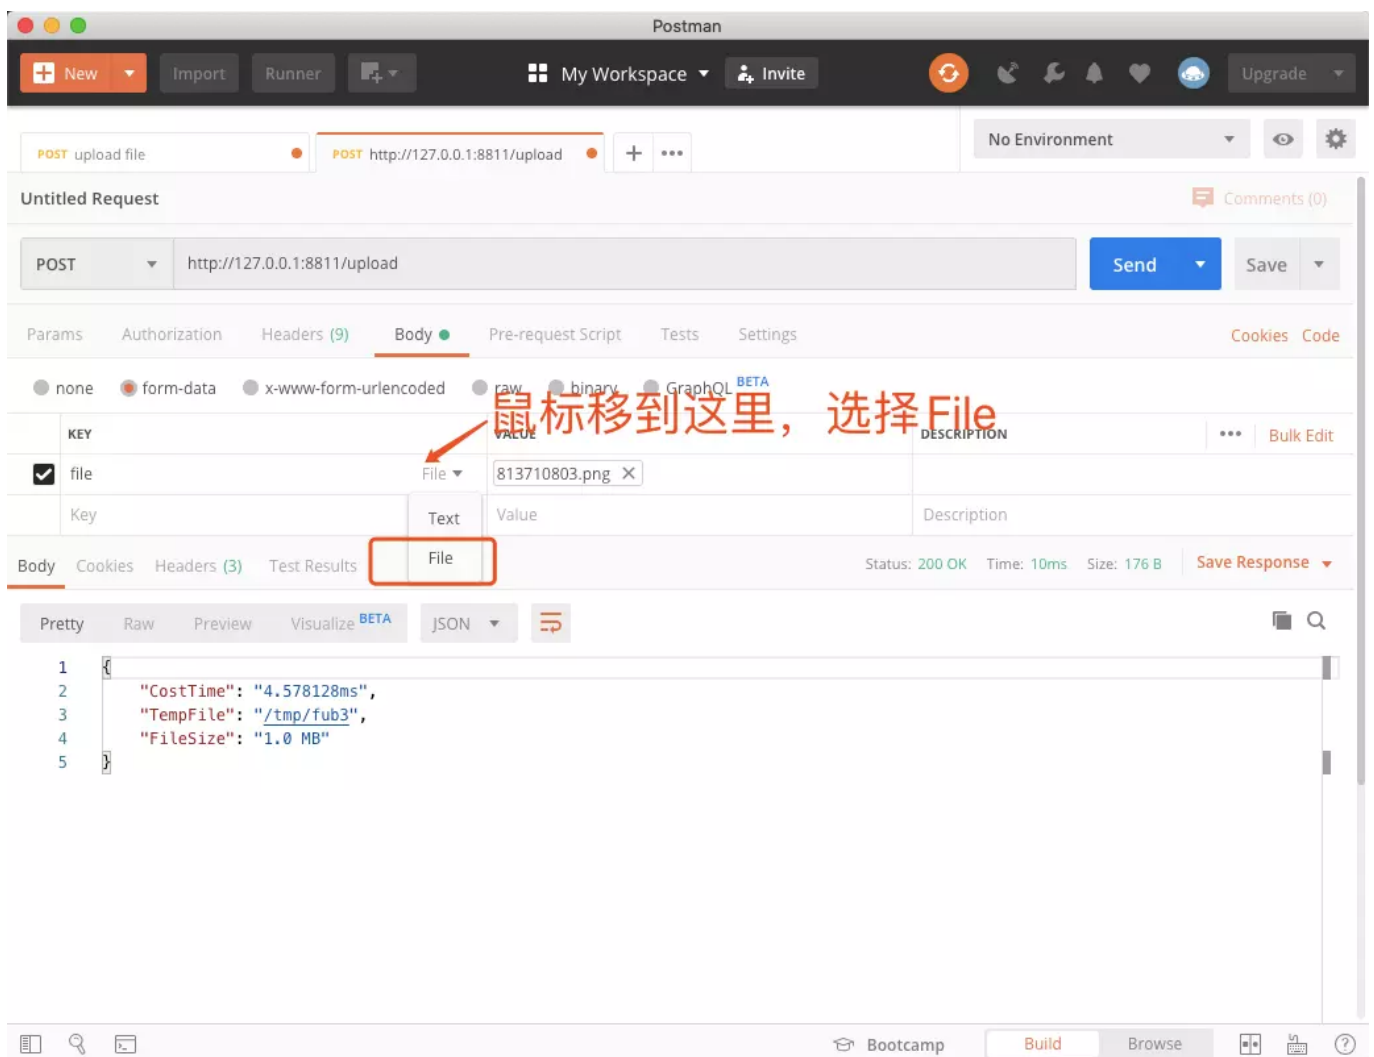 Postman
New Import Runner My Workspace Invite Upgrade
POST upload file POST http://127.0.0.1:8811/upload No Environment
Untitled Request Comments (0)
POST http://127.0.0.1:8811/upload Send Save
Params Authorization Headers (9) Body Pre-request Script Tests Settings Cookies Code
none form-data x-www-form-urlencoded raw binary GraphQL BETA
鼠标移到这里，选择File
KEY VALUE DESCRIPTION Bulk Edit
file File 813710803.png
Key Value Description
Text
File
Body Cookies Headers (3) Test Results Status: 200 OK Time: 10ms Size: 176 B Save Response
Pretty Raw Preview Visualize BETA JSON
1 {
2 "CostTime": "4.578128ms",
3 "TempFile": "/tmp/fub3",
4 "FileSize": "1.0 MB"
5 }
Bootcamp Build Browse